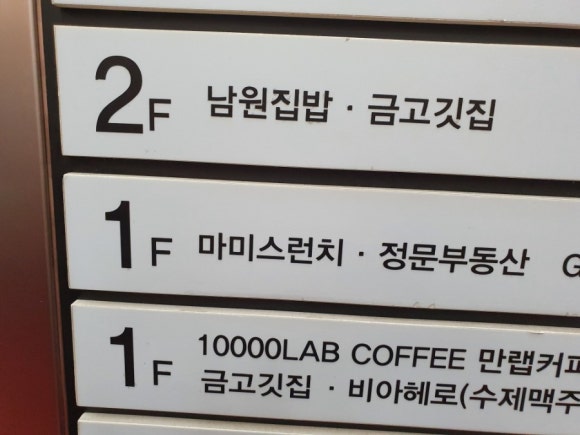 2F 남원집밥 · 금고깃집
1F 마미스런치 · 정문부동산 G
1F 10000LAB COFFEE 만랩커피
금고깃집 · 비아헤로(수제맥주